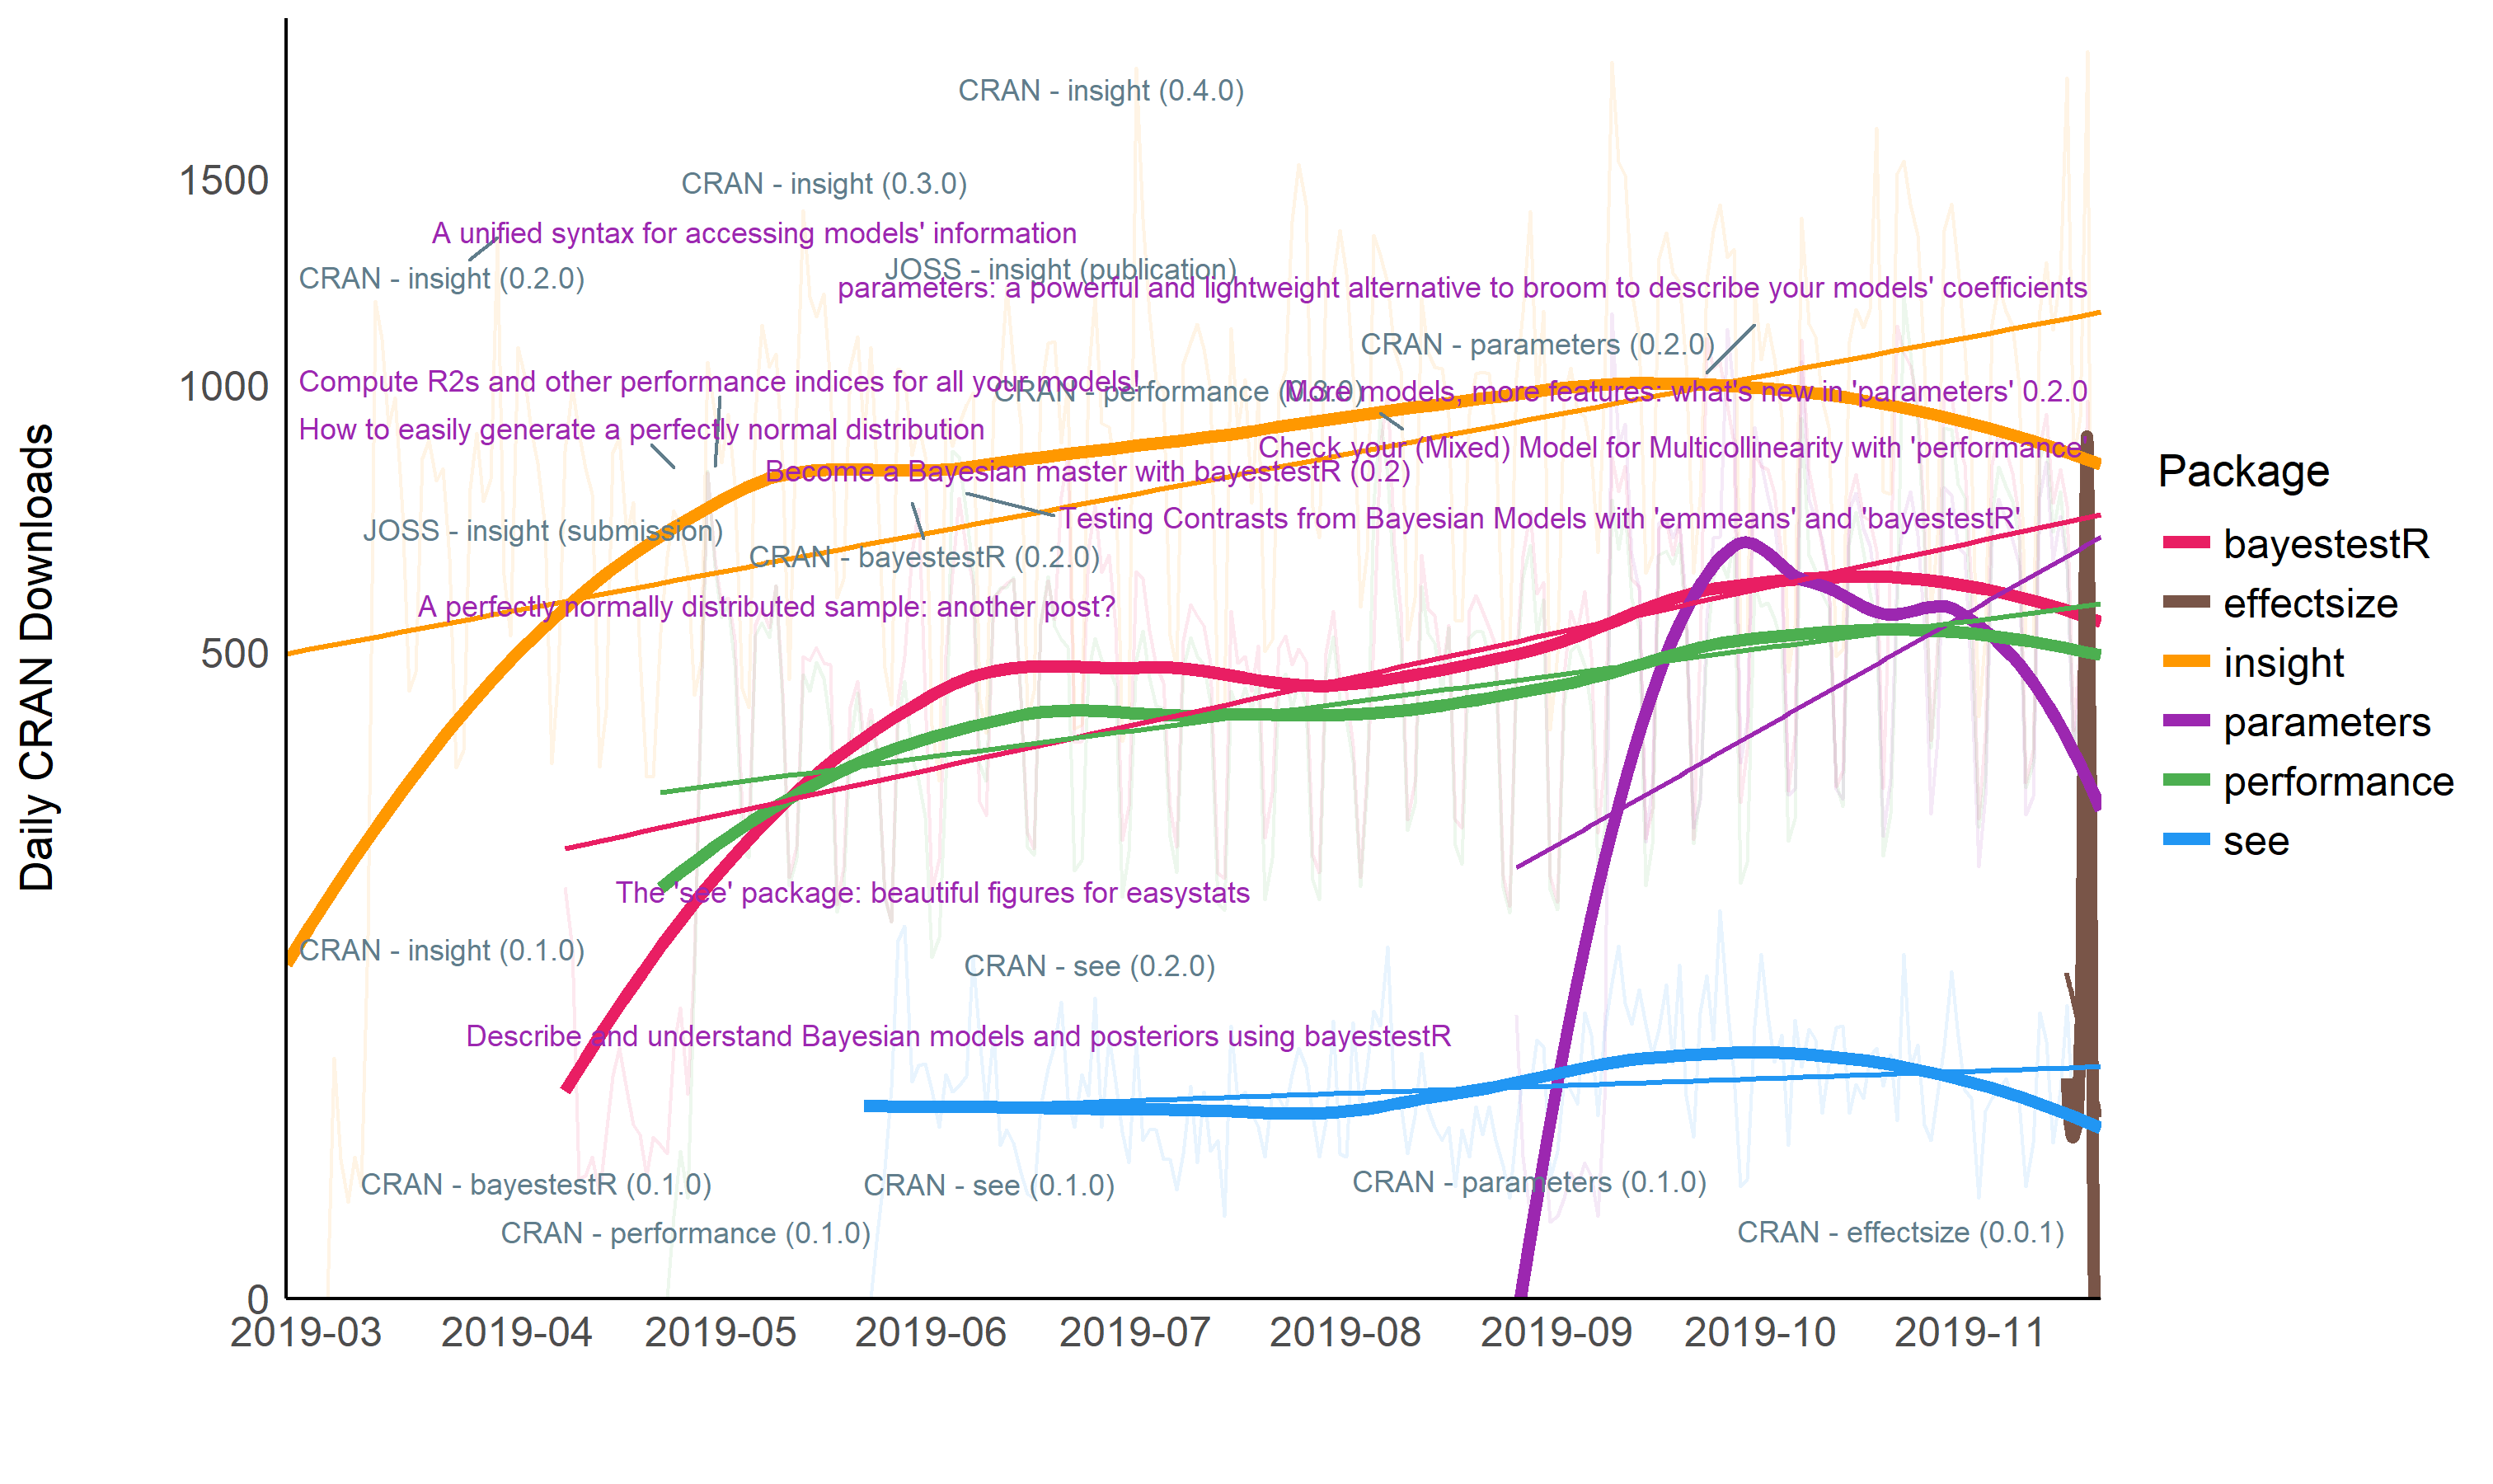 CRAN - insight (0.4.0)
1500
CRAN - insight (0.3.0)
A unified syntax for accessing models' information
JOSS - insight (publication)
CRAN - insight (0.2.0)
parameters: a powerful and lightweight alternative to broom to describe your models' coefficients
CRAN - parameters (0.2.0)
1000
Compute R2s and other performance indices for all your models!
CRAN - performance (0.3.0)
More models, more features: what's new in 'parameters' 0.2.0
How to easily generate a perfectly normal distribution
Check your (Mixed) Model for Multicollinearity with 'performance'
Become a Bayesian master with bayestestR (0.2)
Testing Contrasts from Bayesian Models with 'emmeans' and 'bayestestR'
JOSS - insight (submission)
CRAN - bayestestR (0.2.0)
A perfectly normally distributed sample: another post?
500
The 'see' package: beautiful figures for easystats
CRAN - insight (0.1.0)
CRAN - see (0.2.0)
Describe and understand Bayesian models and posteriors using bayestestR
CRAN - bayestestR (0.1.0)
CRAN - see (0.1.0)
CRAN - parameters (0.1.0)
CRAN - performance (0.1.0)
CRAN - effectsize (0.0.1)
0
2019-03 2019-04 2019-05 2019-06 2019-07 2019-08 2019-09 2019-10 2019-11
Daily CRAN Downloads
Package
bayestestR
effectsize
insight
parameters
performance
see